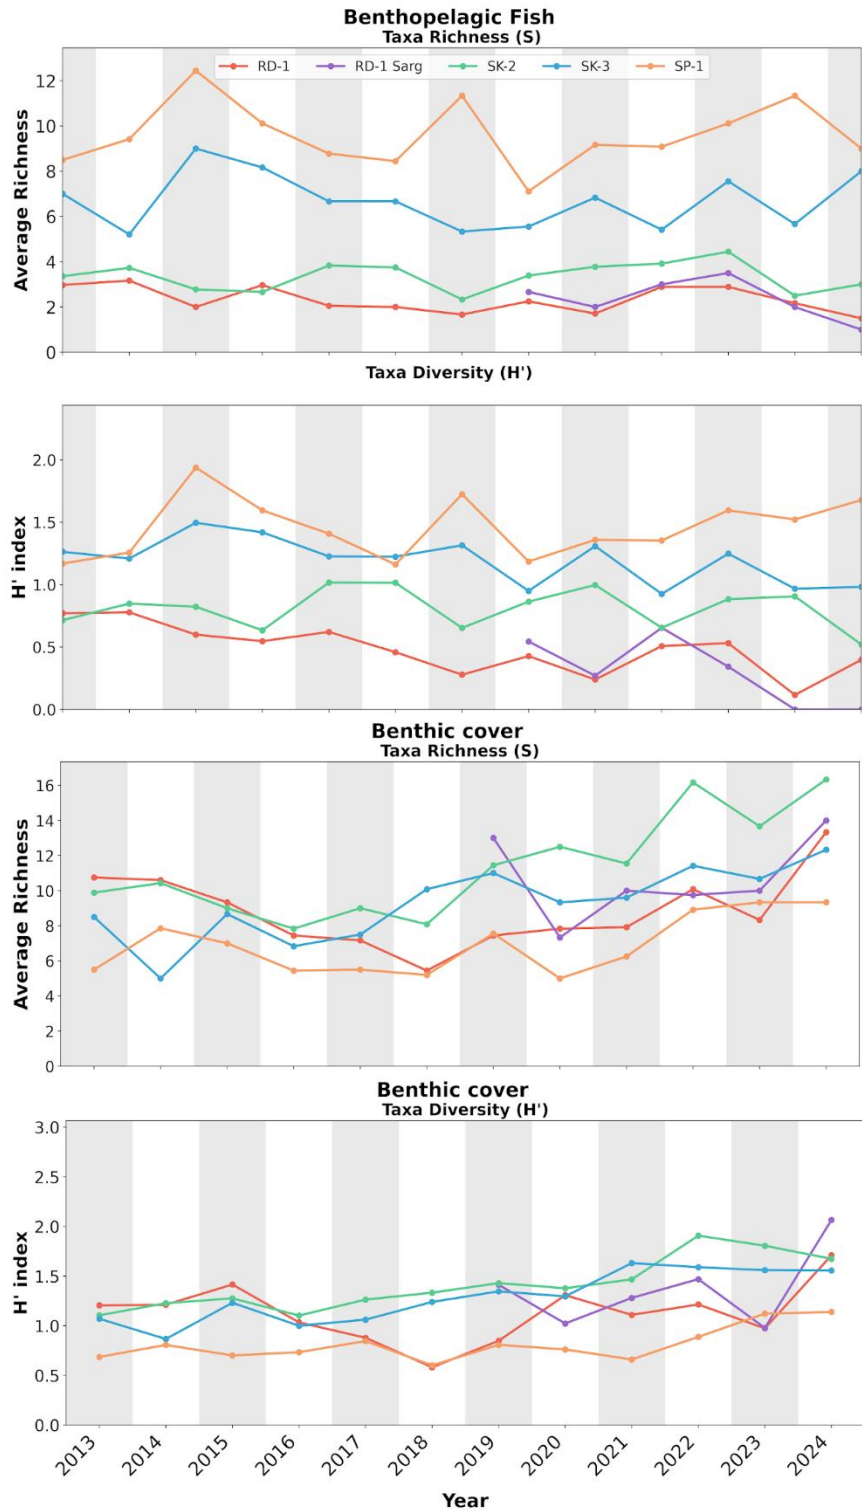 Benthopelagic Fish
Taxa Richness (S)
RD-1 RD-1 Sarg SK-2 SK-3 SP-1
Average Richness
12
10
8
6
4
2
0
Taxa Diversity (H')
H' index
2.0
1.5
1.0
0.5
0.0
Benthic cover
Taxa Richness (S)
Average Richness
16
14
12
10
8
6
4
2
0
Benthic cover
Taxa Diversity (H')
H' index
3.0
2.5
2.0
1.5
1.0
0.5
0.0
2013 2014 2015 2016 2017 2018 2019 2020 2021 2022 2023 2024
Year